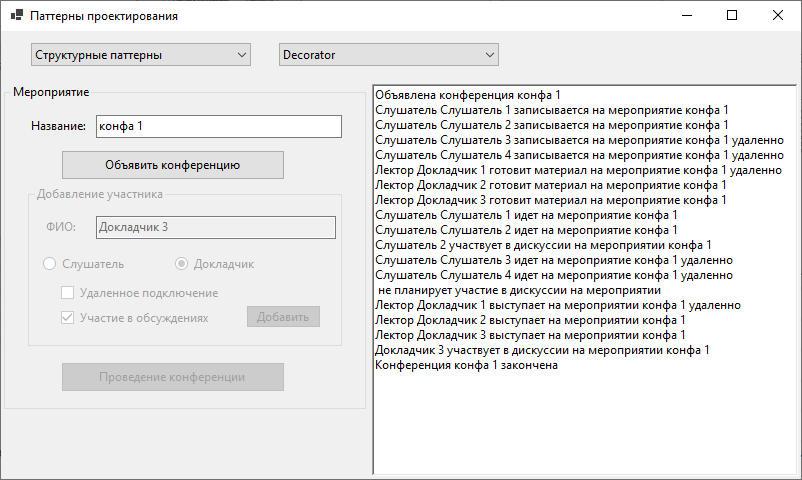 Паттерны проектирования
Структурные паттерны
Decorator
Мероприятие
Название:
конфа 1
Объявить конференцию
Добавление участника
ФИО:
Докладчик 3
Слушатель
Докладчик
Удаленное подключение
Участие в обсуждениях
Добавить
Проведение конференции
Объявлена конференция конфа 1
Слушатель Слушатель 1 записывается на мероприятие конфа 1
Слушатель Слушатель 2 записывается на мероприятие конфа 1
Слушатель Слушатель 3 записывается на мероприятие конфа 1 удаленно
Слушатель Слушатель 4 записывается на мероприятие конфа 1 удаленно
Лектор Докладчик 1 готовит материал на мероприятие конфа 1 удаленно
Лектор Докладчик 2 готовит материал на мероприятие конфа 1
Лектор Докладчик 3 готовит материал на мероприятие конфа 1
Слушатель Слушатель 1 идет на мероприятие конфа 1
Слушатель Слушатель 2 идет на мероприятие конфа 1
Слушатель 2 участвует в дискуссии на мероприятии конфа 1
Слушатель Слушатель 3 идет на мероприятие конфа 1 удаленно
Слушатель Слушатель 4 идет на мероприятие конфа 1 удаленно
не планирует участие в дискуссии на мероприятии
Лектор Докладчик 1 выступает на мероприятии конфа 1 удаленно
Лектор Докладчик 2 выступает на мероприятии конфа 1
Лектор Докладчик 3 выступает на мероприятии конфа 1
Докладчик 3 участвует в дискуссии на мероприятии конфа 1
Конференция конфа 1 закончена